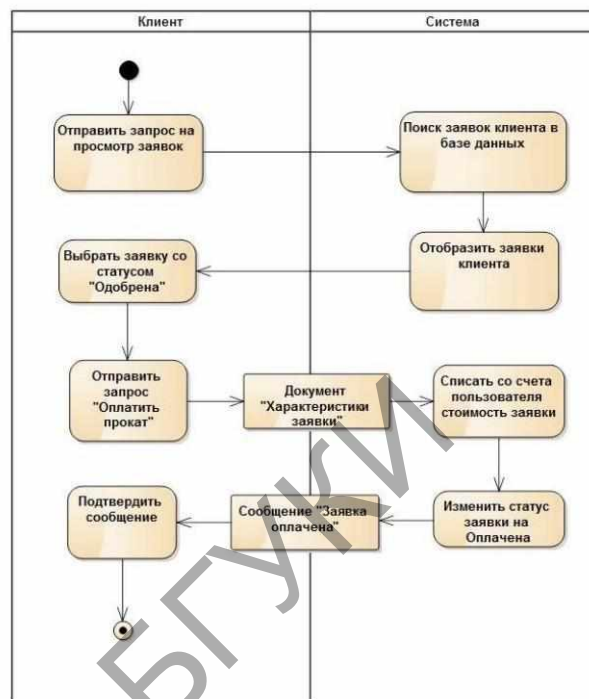 Клиент
Система
Отправить запрос на
просмотр заявок
Поиск заявок клиента в
базе данных
Отобразить заявки
клиента
Выбрать заявку со
статусом
"Одобрена"
Отправить
запрос
"Оплатить
прокат"
Документ
"Характеристики
заявки"
Списать со счета
пользователя
стоимость заявки
Изменить статус
заявки на
Оплачена
Сообщение "Заявка
оплачена"
Подтвердить
сообщение
БГУКИ